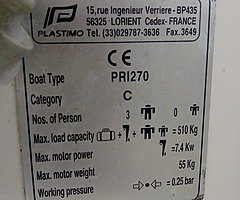 15, rue Ingenieur Verriere - BP435
56325 - LORIENT Cedex - FRANCE
PLASTIMO Tel. (33) 029787-3636 Fax. 3649
CE
Boat Type PRI270
Category C
Nos. of Person 3 0
Max. load capacity + + = 510 Kg
Max. motor power = 7.4 Kw
Max. motor weight 55 Kg
Working pressure = 0.25 bar